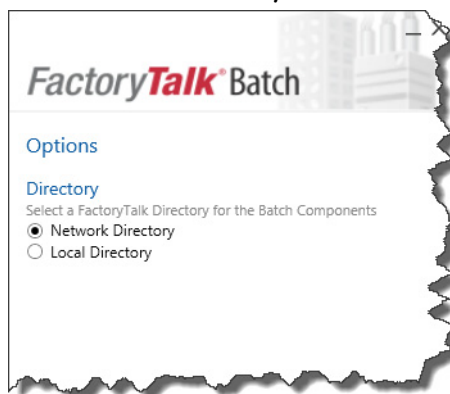 FactoryTalk Batch
Options
Directory
Select a FactoryTalk Directory for the Batch Components
Network Directory
Local Directory